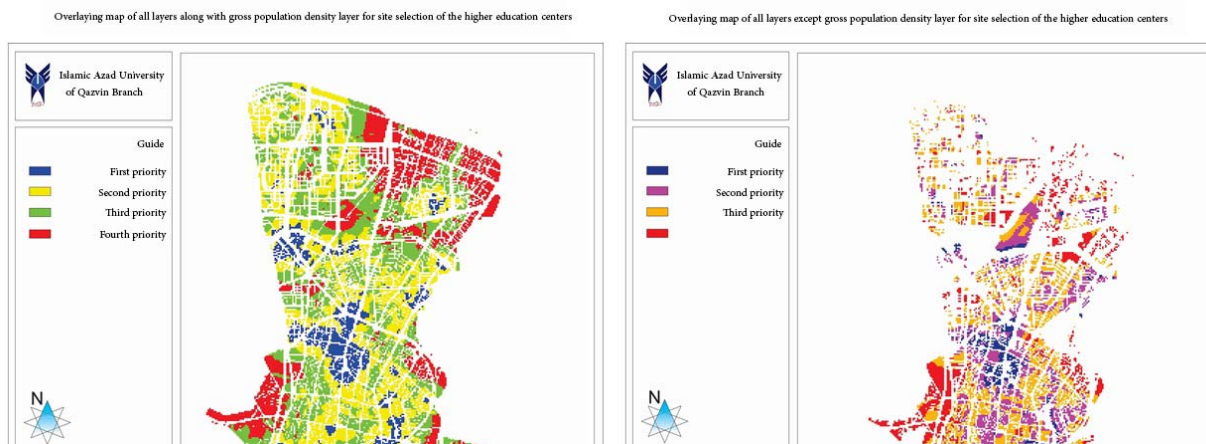 Overlaying map of all layers along with gross population density layer for site selection of the higher education centers
Islamic Azad University
of Qazvin Branch
Guide
First priority
Second priority
Third priority
Fourth priority
N
Overlaying map of all layers except gross population density layer for site selection of the higher education centers
Islamic Azad University
of Qazvin Branch
Guide
First priority
Second priority
Third priority
N